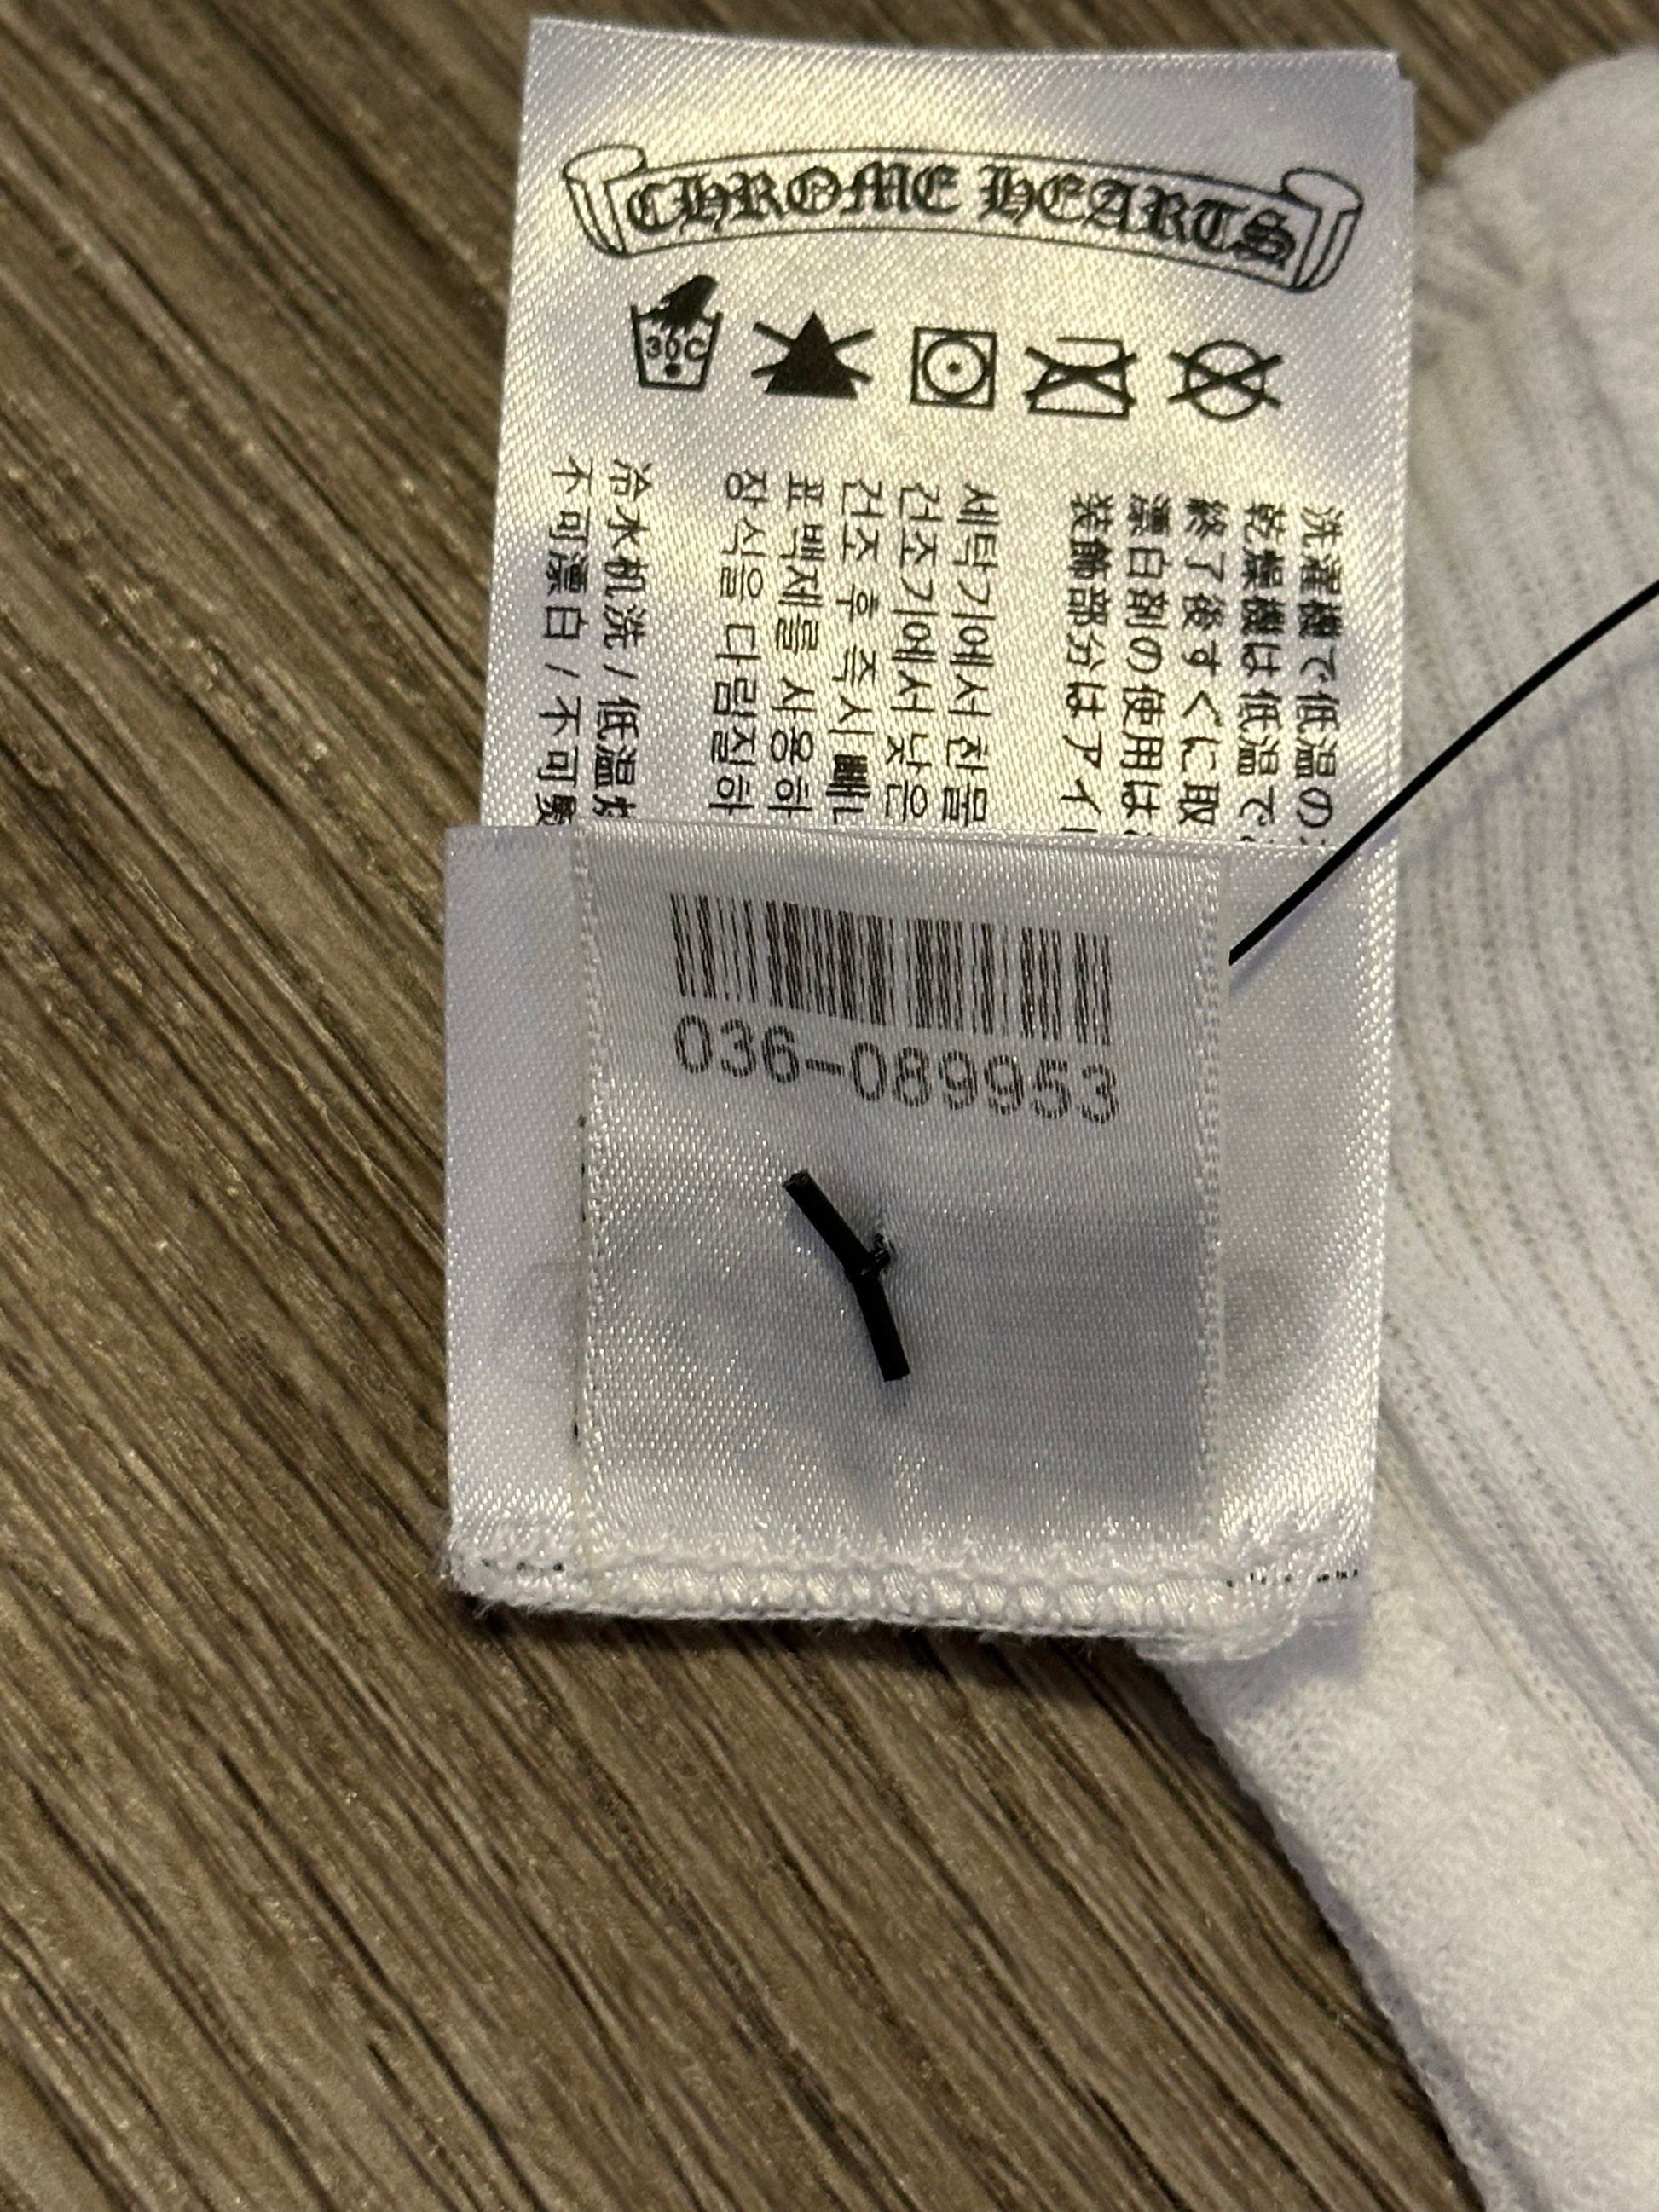 CHROME HEARTS
30C
洗濯機で低温の
乾燥機は低温で
終了後すぐに取
漂白剤の使用は
装飾部分はアイ
세탁기에서 찬물
건조기에서 낮은
건조 후 즉시
표백제를 사용하
장식을 다림질하
冷水机洗 / 低温
不可漂白 / 不可
036-089953